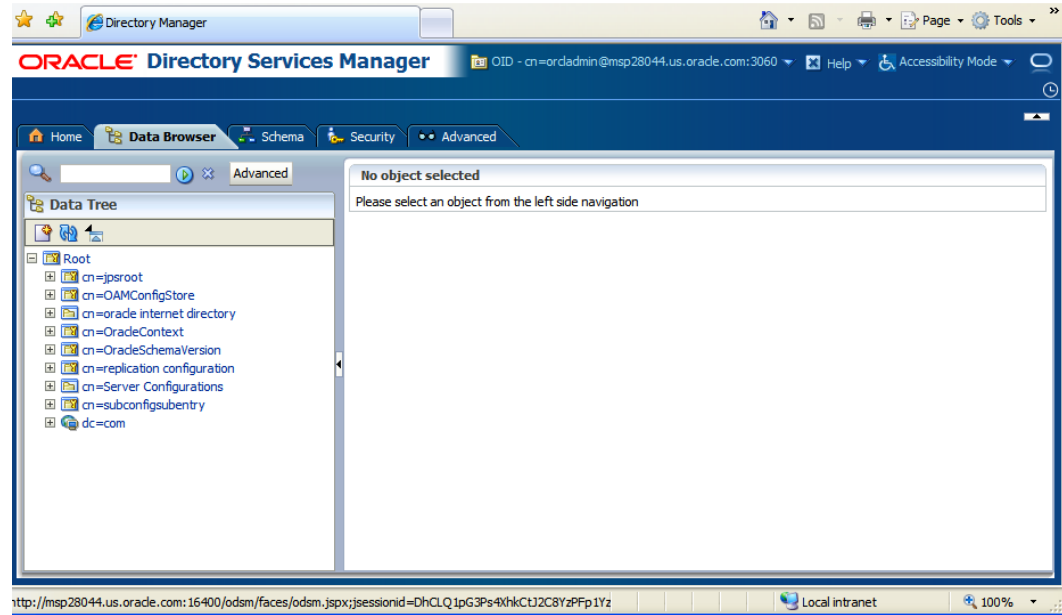 Directory Manager
Page
Tools
»
ORACLE Directory Services Manager
OID - cn=orcladmin@msp28044.us.oracle.com:3060
Help
Accessibility Mode
Home
Data Browser
Schema
Security
Advanced
Advanced
Data Tree
Root
cn=jpsroot
cn=OAMConfigStore
cn=oracle internet directory
cn=OracleContext
cn=OracleSchemaVersion
cn=replication configuration
cn=Server Configurations
cn=subconfigsubentry
dc=com
No object selected
Please select an object from the left side navigation
http://msp28044.us.oracle.com:16400/odsm/faces/odsm.jspx;jsessionid=DhCLQ1pG3Ps4XhkCtJ2C8YzPFp1Yz
Local intranet
100%